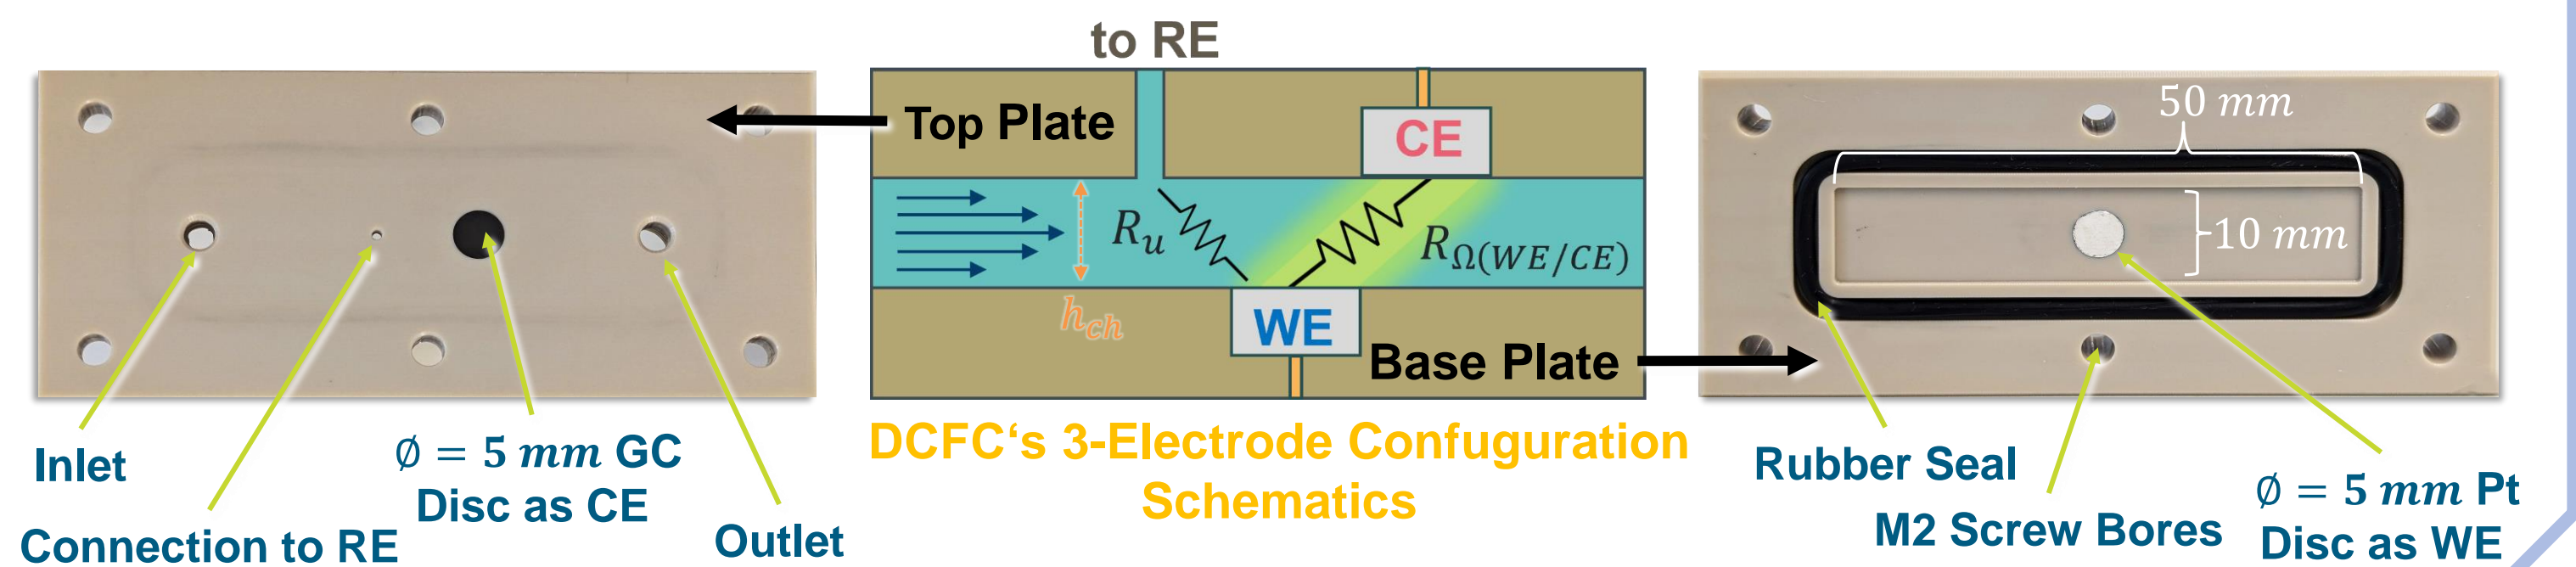 to RE
Top Plate
CE
R_u
R_Ω(WE/CE)
h_ch
WE
Base Plate
DCFC‘s 3-Electrode Confuguration
Schematics
Inlet
Connection to RE
∅ = 5 mm GC
Disc as CE
Outlet
50 mm
10 mm
Rubber Seal
M2 Screw Bores
∅ = 5 mm Pt
Disc as WE